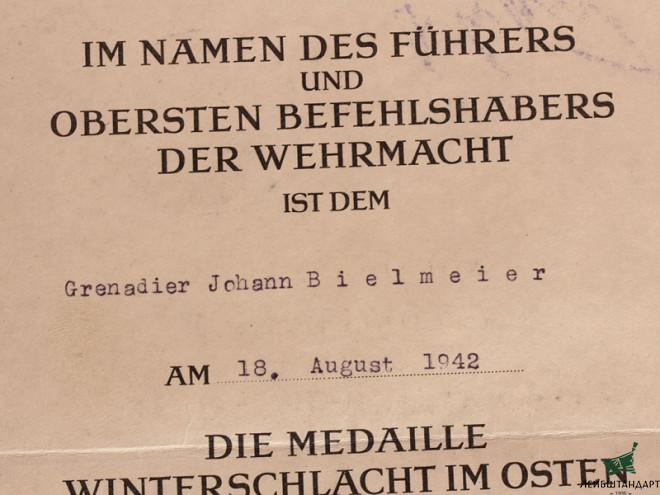 IM NAMEN DES FÜHRERS
UND
OBERSTEN BEFEHLSHABERS
DER WEHRMACHT
IST DEM
Grenadier Johann Bielmeier
AM 18. August 1942
DIE MEDAILLE
WINTERSCHLACHT IM OSTEN
ЛЕЙБШТАНДАРТ